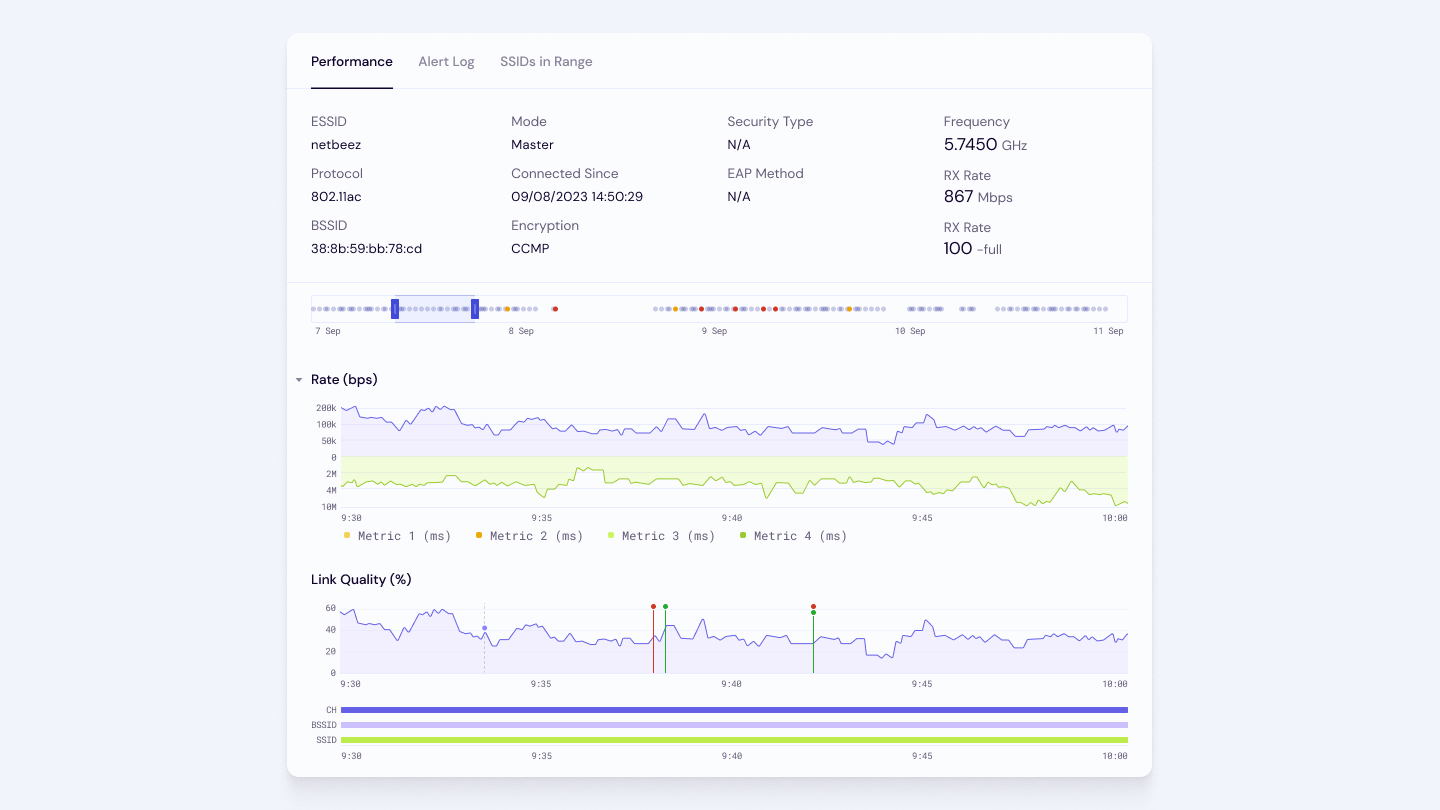 Performance Alert Log SSIDs in Range
ESSID Mode Security Type Frequency
netbeez Master N/A 5.7450 GHz
Protocol Connected Since EAP Method RX Rate
802.11ac 09/08/2023 14:50:29 N/A 867 Mbps
BSSID Encryption RX Rate
38:8b:59:bb:78:cd CCMP 100 -full
7 Sep 8 Sep 9 Sep 10 Sep 11 Sep
Rate (bps)
200k
100k
50k
0
2M
4M
10M
9:30 9:35 9:40 9:45 10:00
Metric 1 (ms) Metric 2 (ms) Metric 3 (ms) Metric 4 (ms)
Link Quality (%)
60
40
20
0
9:30 9:35 9:40 9:45 10:00
CH
BSSID
SSID
9:30 9:35 9:40 9:45 10:00